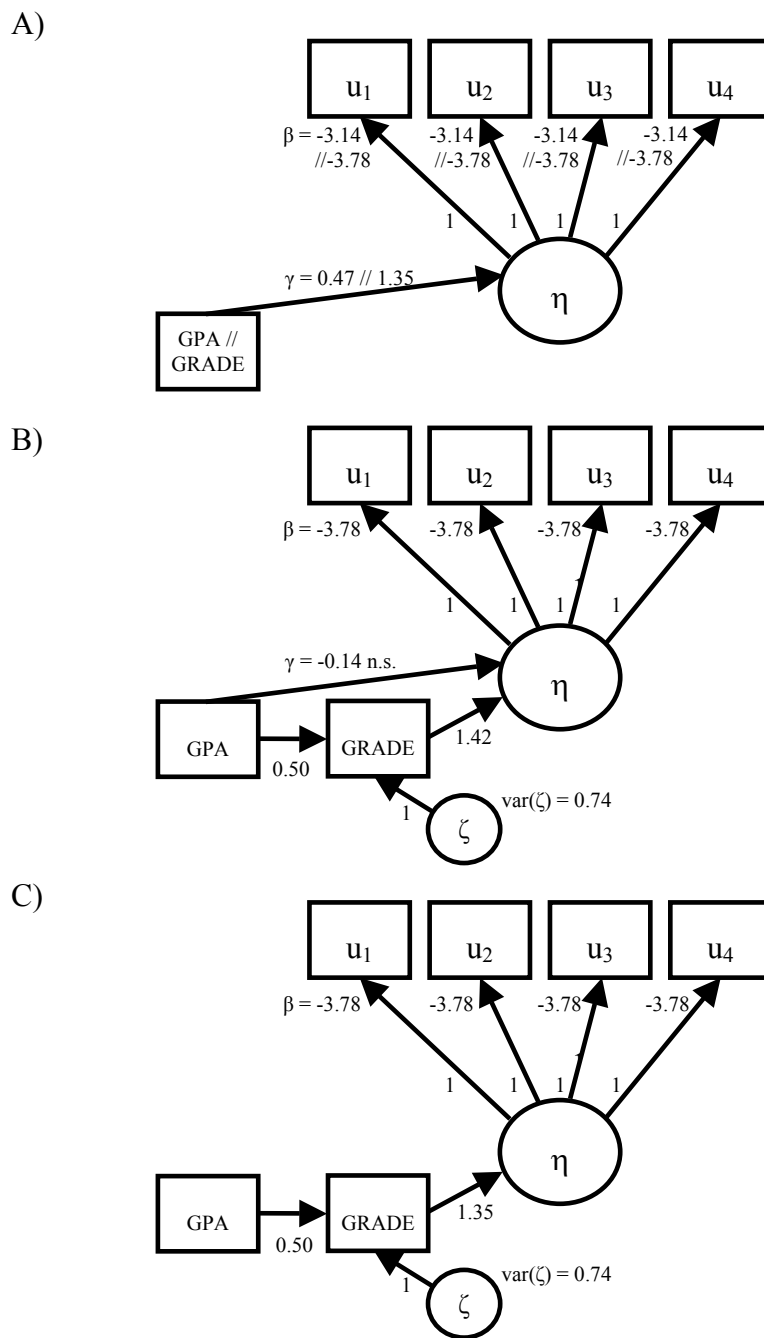 A)
u1 u2 u3 u4
β = -3.14 -3.14 -3.14 -3.14
//-3.78 //-3.78 //-3.78 //-3.78
1 1 1 1
γ = 0.47 // 1.35
η
GPA //
GRADE
B)
u1 u2 u3 u4
β = -3.78 -3.78 -3.78 -3.78
1 1 1 1
γ = -0.14 n.s.
η
GPA GRADE 1.42
0.50
1 ζ var(ζ) = 0.74
C)
u1 u2 u3 u4
β = -3.78 -3.78 -3.78 -3.78
1 1 1 1
η
GPA GRADE 1.35
0.50
1 ζ var(ζ) = 0.74